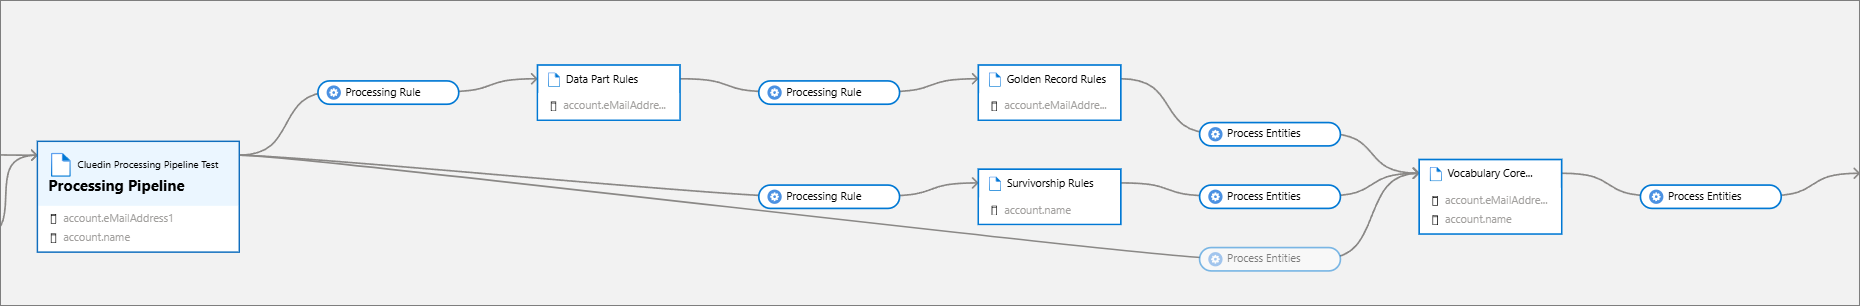 Cluedin Processing Pipeline Test
Processing Pipeline
account.eMailAddress1
account.name
Processing Rule
Data Part Rules
account.eMailAddre...
Processing Rule
Golden Record Rules
account.eMailAddre...
Process Entities
Processing Rule
Survivorship Rules
account.name
Process Entities
Process Entities
Vocabulary Core...
account.eMailAddre...
account.name
Process Entities